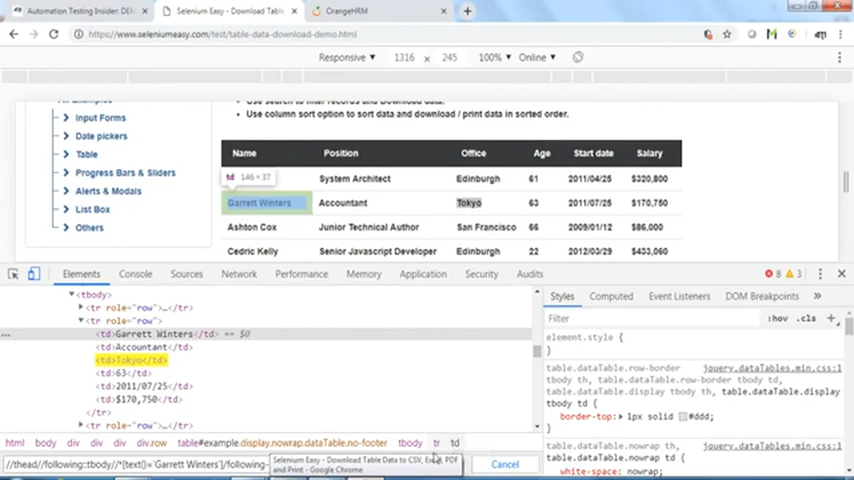 Automation Testing Insider: DEM
Selenium Easy - Download Table
OrangeHRM
https://www.seleniumeasy.com/test/table-data-download-demo.html
Responsive ▼ 1316 × 245 100% ▼ Online ▼
Use search to filter records and Download data.
Use column sort option to sort data and download / print data in sorted order.
Input Forms
Date pickers
Table
Progress Bars & Sliders
Alerts & Modals
List Box
Others
Name Position Office Age Start date Salary
td 146 × 37
System Architect Edinburgh 61 2011/04/25 $320,800
Garrett Winters Accountant Tokyo 63 2011/07/25 $170,750
Ashton Cox Junior Technical Author San Francisco 66 2009/01/12 $86,000
Cedric Kelly Senior Javascript Developer Edinburgh 22 2012/03/29 $433,060
Elements Console Sources Network Performance Memory Application Security Audits 8 3
▼<tbody>
▶<tr role="row">…</tr>
▼<tr role="row">
<td>Garrett Winters</td> == $0
<td>Accountant</td>
<td>Tokyo</td>
<td>63</td>
<td>2011/07/25</td>
<td>$170,750</td>
</tr>
▶<tr role="row">…</tr>
html body div div div div.row table#example.display.nowrap.dataTable.no-footer tbody tr td
//thead//following::tbody//*[text()='Garrett Winters']/following-
Selenium Easy - Download Table Data to CSV, Excel, PDF
and Print - Google Chrome
Cancel
Styles Computed Event Listeners DOM Breakpoints »
Filter :hov .cls +
element.style {
}
table.dataTable.row-border jquery.dataTables.min.css:1
tbody th, table.dataTable.row-border tbody td,
table.dataTable.display tbody th, table.dataTable.display
tbody td {
border-top:▶1px solid #ddd;
}
table.dataTable.nowrap th, jquery.dataTables.min.css:1
table.dataTable.nowrap td {
white-space: nowrap;